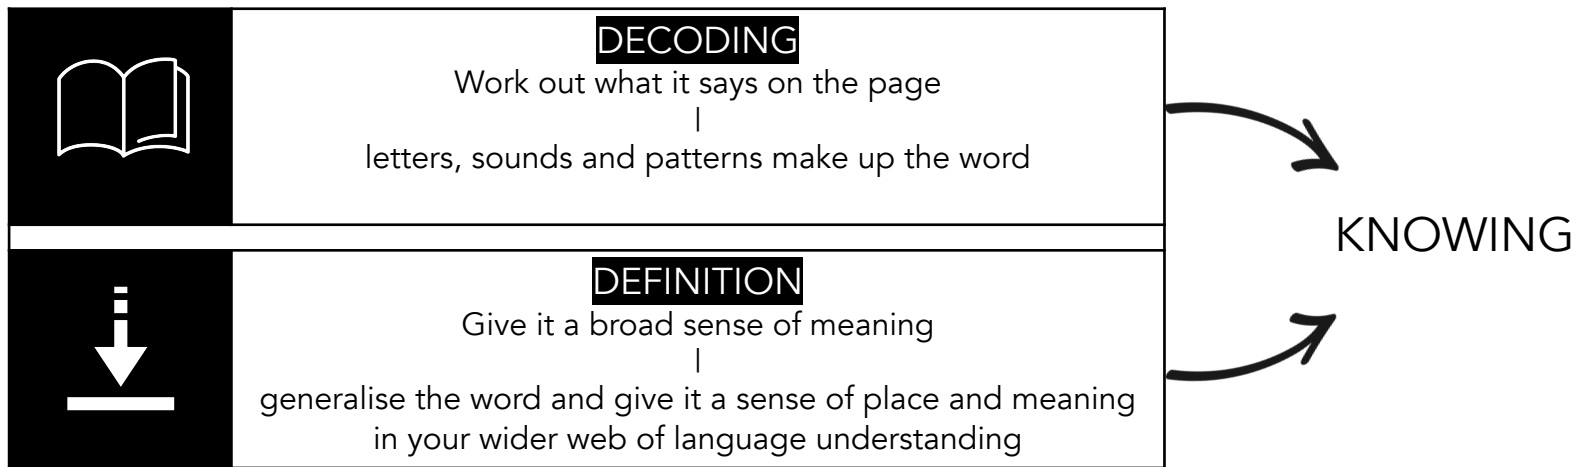 DECODING
Work out what it says on the page
|
letters, sounds and patterns make up the word
KNOWING
DEFINITION
Give it a broad sense of meaning
|
generalise the word and give it a sense of place and meaning
in your wider web of language understanding